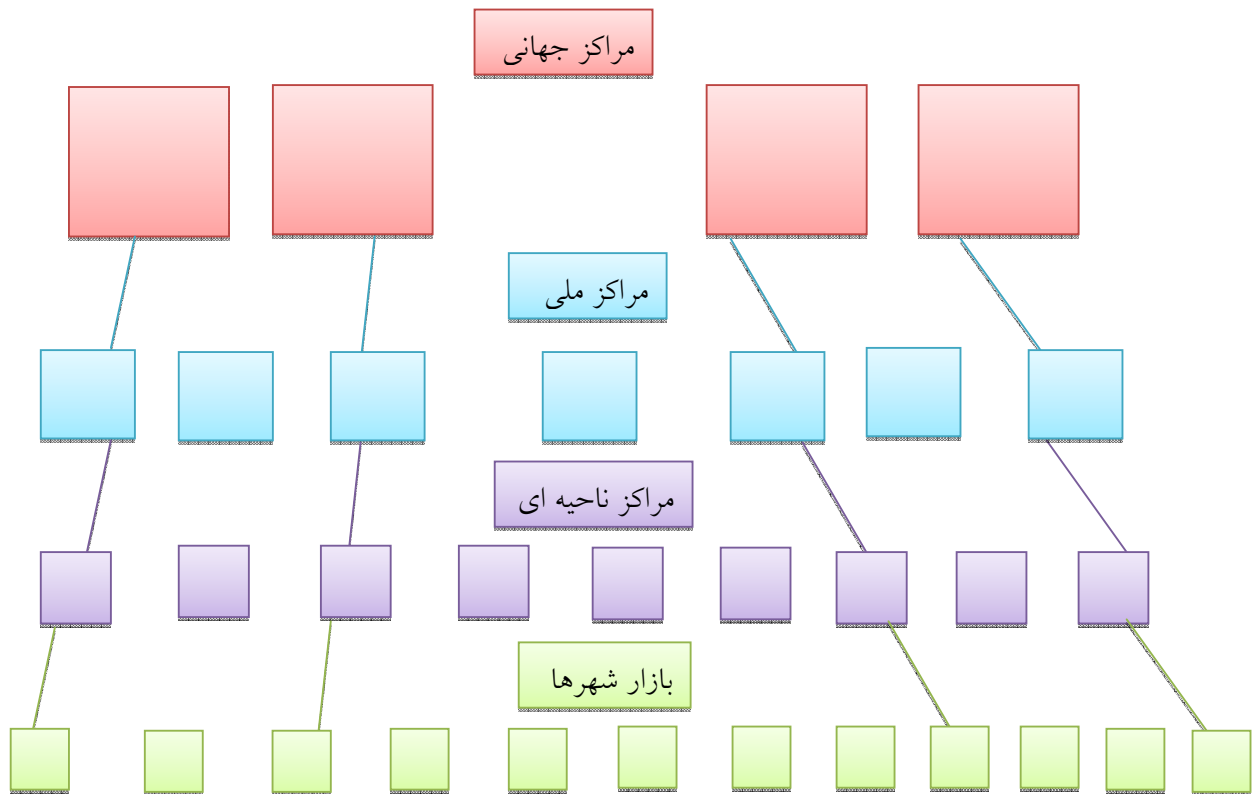 مراکز جهانی
مراکز ملی
مراکز ناحیه ای
بازار شهرها